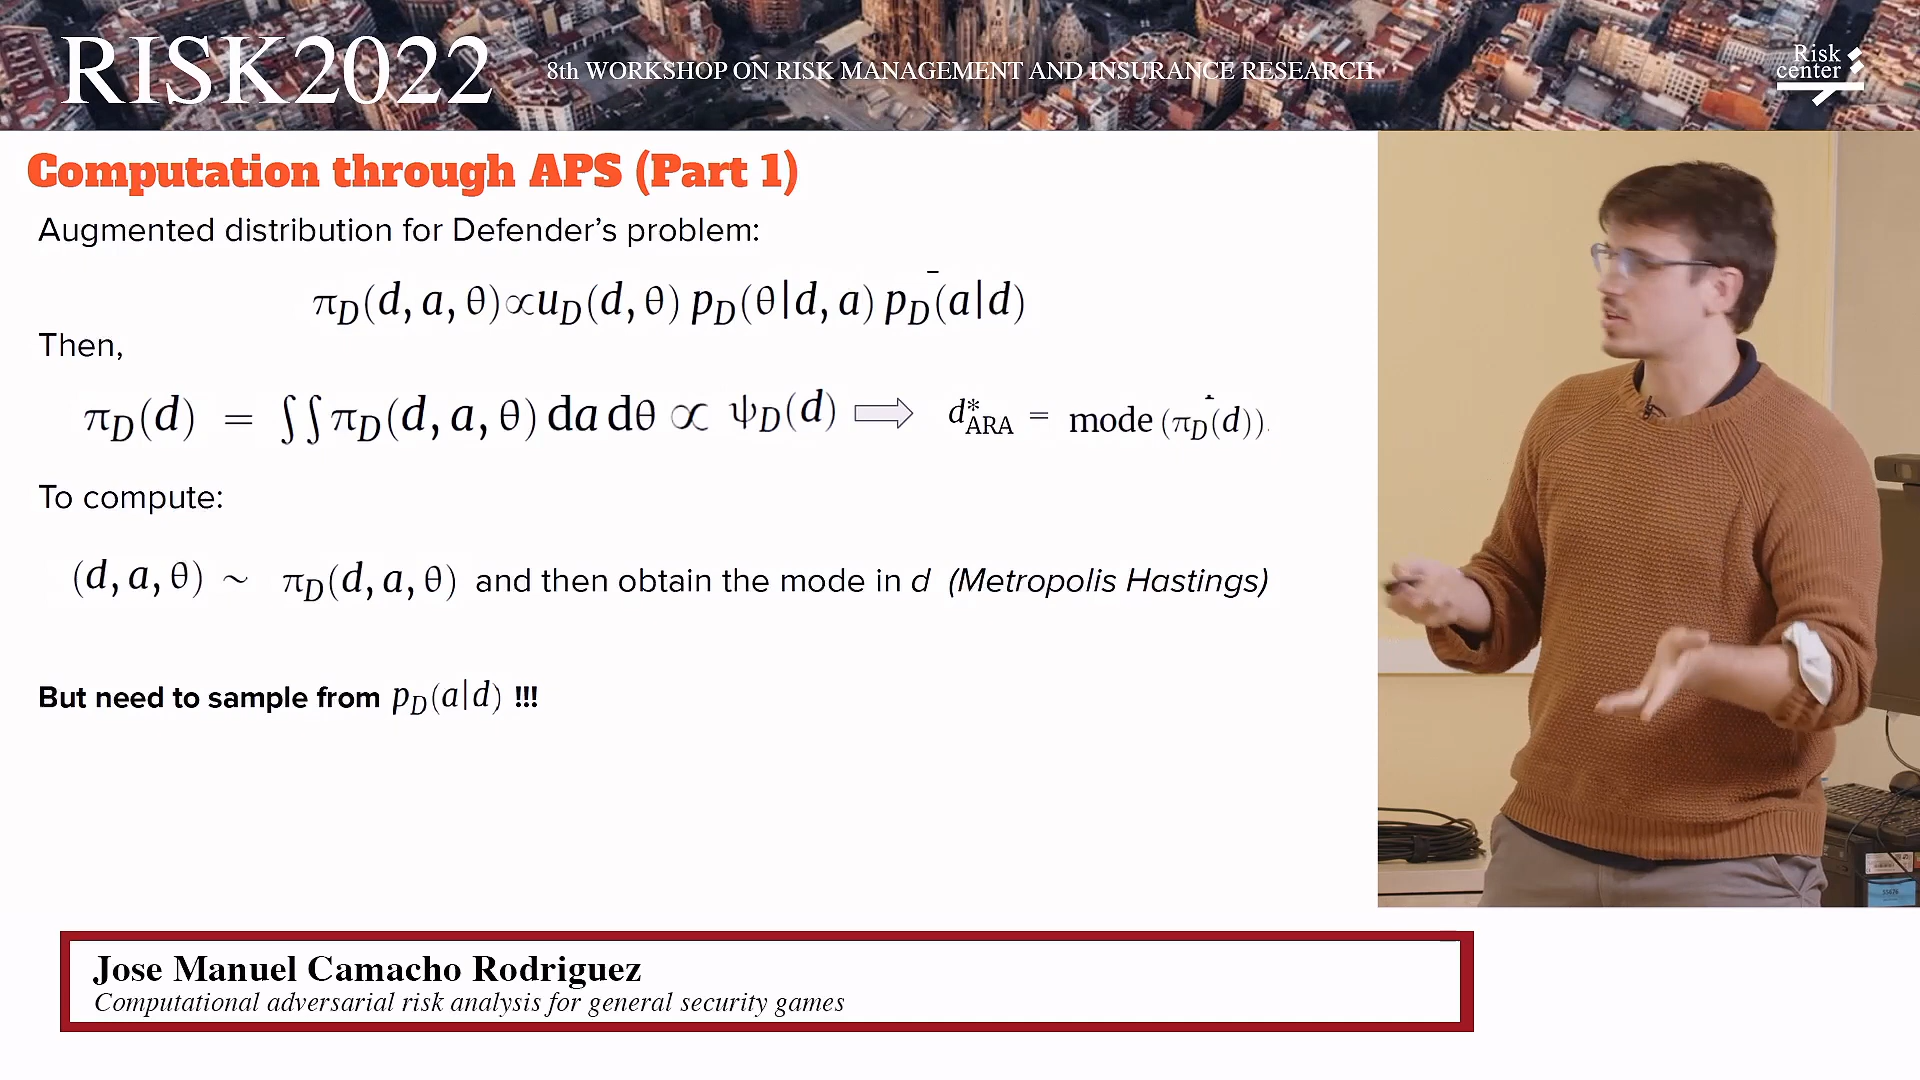 RISK2022
8th WORKSHOP ON RISK MANAGEMENT AND INSURANCE RESEARCH
Risk
center
Computation through APS (Part 1)
Augmented distribution for Defender's problem:
π_D(d, a, θ)∝u_D(d, θ) p_D(θ|d, a) p_D(a|d)
Then,
π_D(d) = ∫∫π_D(d, a, θ) da dθ ∝ ψ_D(d) ⇨ d*_ARA = mode (π_D(d)).
To compute:
(d, a, θ) ~ π_D(d, a, θ) and then obtain the mode in d (Metropolis Hastings)
But need to sample from p_D(a|d) !!!
Jose Manuel Camacho Rodriguez
Computational adversarial risk analysis for general security games